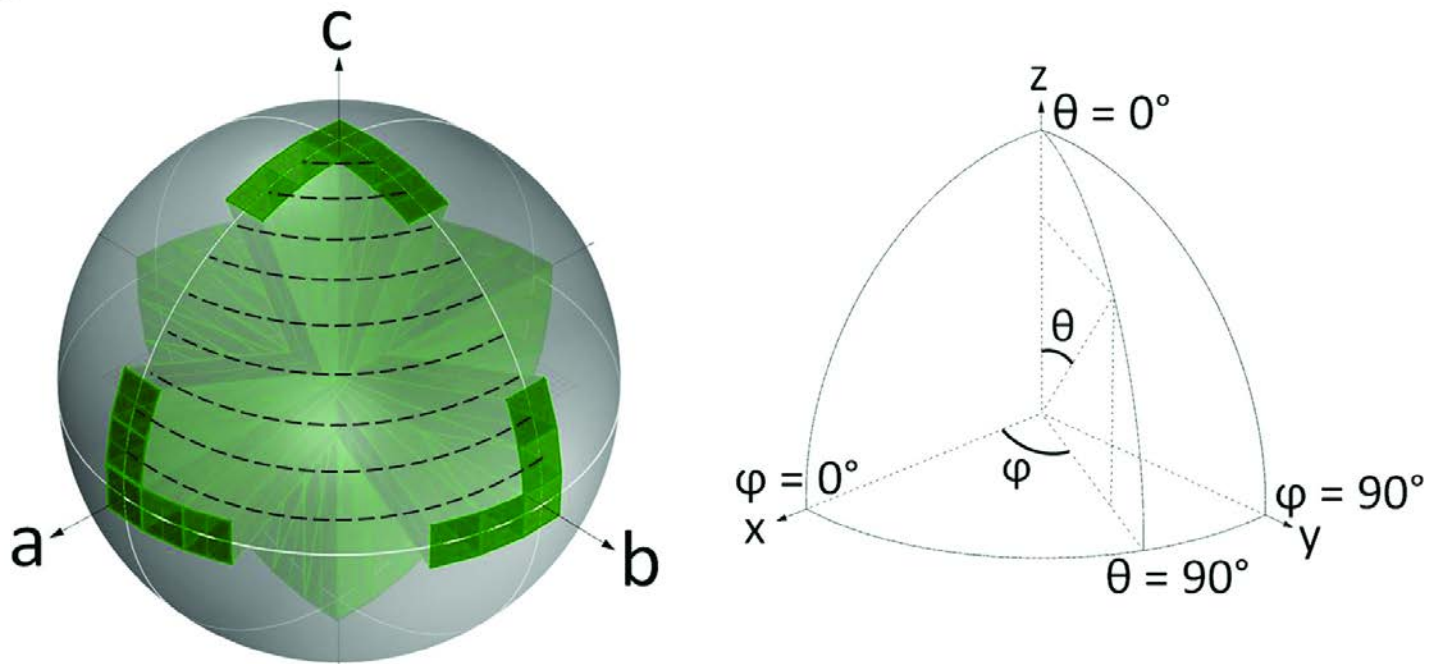 c
a
b
z
θ = 0°
θ
φ
φ = 0°
x
φ = 90°
y
θ = 90°